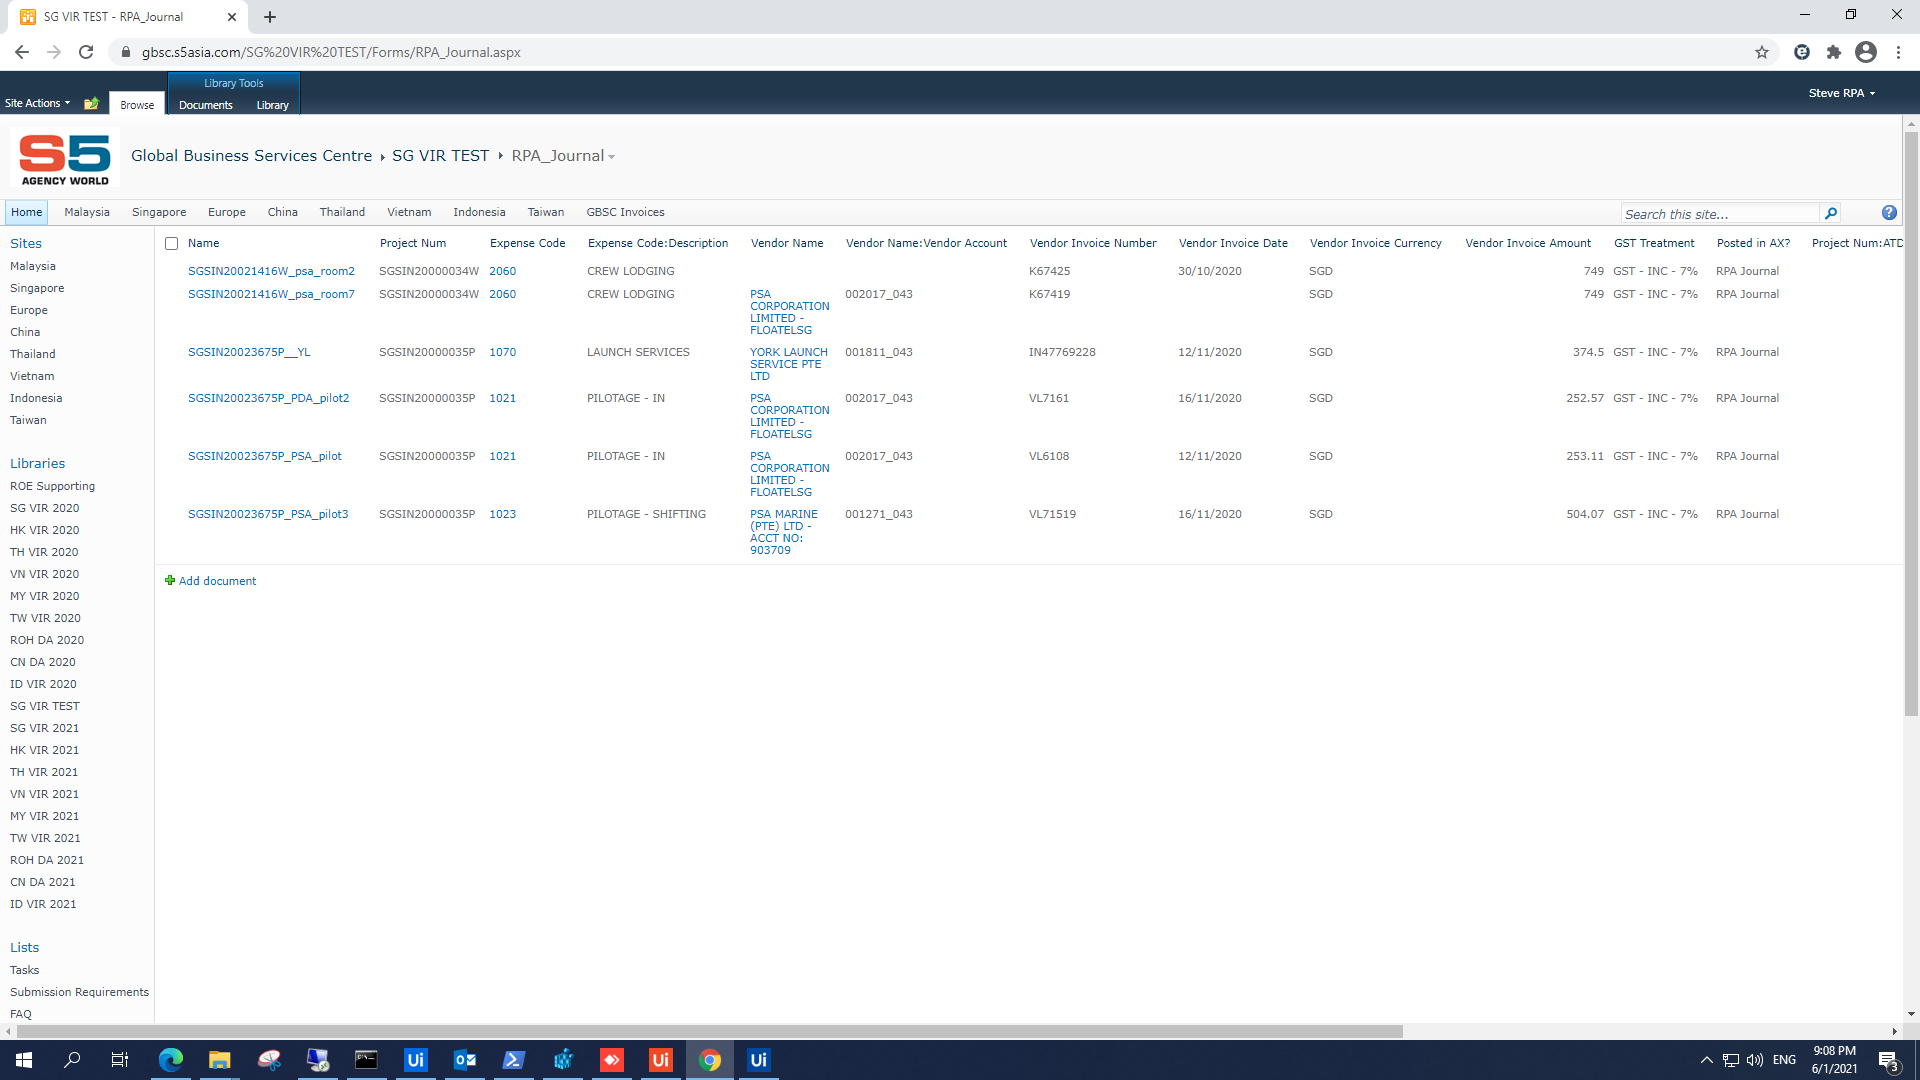 SG VIR TEST - RPA_Journal
gbsc.s5asia.com/SG%20VIR%20TEST/Forms/RPA_Journal.aspx
Library Tools
Site Actions
Browse
Documents
Library
Steve RPA
S5
AGENCY WORLD
Global Business Services Centre
SG VIR TEST
RPA_Journal
Home Malaysia Singapore Europe China Thailand Vietnam Indonesia Taiwan GBSC Invoices
Search this site...
Sites
Malaysia
Singapore
Europe
China
Thailand
Vietnam
Indonesia
Taiwan
Libraries
ROE Supporting
SG VIR 2020
HK VIR 2020
TH VIR 2020
VN VIR 2020
MY VIR 2020
TW VIR 2020
ROH DA 2020
CN DA 2020
ID VIR 2020
SG VIR TEST
SG VIR 2021
HK VIR 2021
TH VIR 2021
VN VIR 2021
MY VIR 2021
TW VIR 2021
ROH DA 2021
CN DA 2021
ID VIR 2021
Lists
Tasks
Submission Requirements
FAQ
Name Project Num Expense Code Expense Code:Description Vendor Name Vendor Name:Vendor Account Vendor Invoice Number Vendor Invoice Date Vendor Invoice Currency Vendor Invoice Amount GST Treatment Posted in AX? Project Num:ATD
SGSIN20021416W_psa_room2 SGSIN20000034W 2060 CREW LODGING K67425 30/10/2020 SGD 749 GST - INC - 7% RPA Journal
SGSIN20021416W_psa_room7 SGSIN20000034W 2060 CREW LODGING PSA 002017_043 K67419 SGD 749 GST - INC - 7% RPA Journal
CORPORATION
LIMITED -
FLOATELSG
SGSIN20023675P__YL SGSIN20000035P 1070 LAUNCH SERVICES YORK LAUNCH 001811_043 IN47769228 12/11/2020 SGD 374.5 GST - INC - 7% RPA Journal
SERVICE PTE
LTD
SGSIN20023675P_PDA_pilot2 SGSIN20000035P 1021 PILOTAGE - IN PSA 002017_043 VL7161 16/11/2020 SGD 252.57 GST - INC - 7% RPA Journal
CORPORATION
LIMITED -
FLOATELSG
SGSIN20023675P_PSA_pilot SGSIN20000035P 1021 PILOTAGE - IN PSA 002017_043 VL6108 12/11/2020 SGD 253.11 GST - INC - 7% RPA Journal
CORPORATION
LIMITED -
FLOATELSG
SGSIN20023675P_PSA_pilot3 SGSIN20000035P 1023 PILOTAGE - SHIFTING PSA MARINE 001271_043 VL71519 16/11/2020 SGD 504.07 GST - INC - 7% RPA Journal
(PTE) LTD -
ACCT NO:
903709
Add document
Ui
Ui
Ui
ENG
9:08 PM
6/1/2021
3